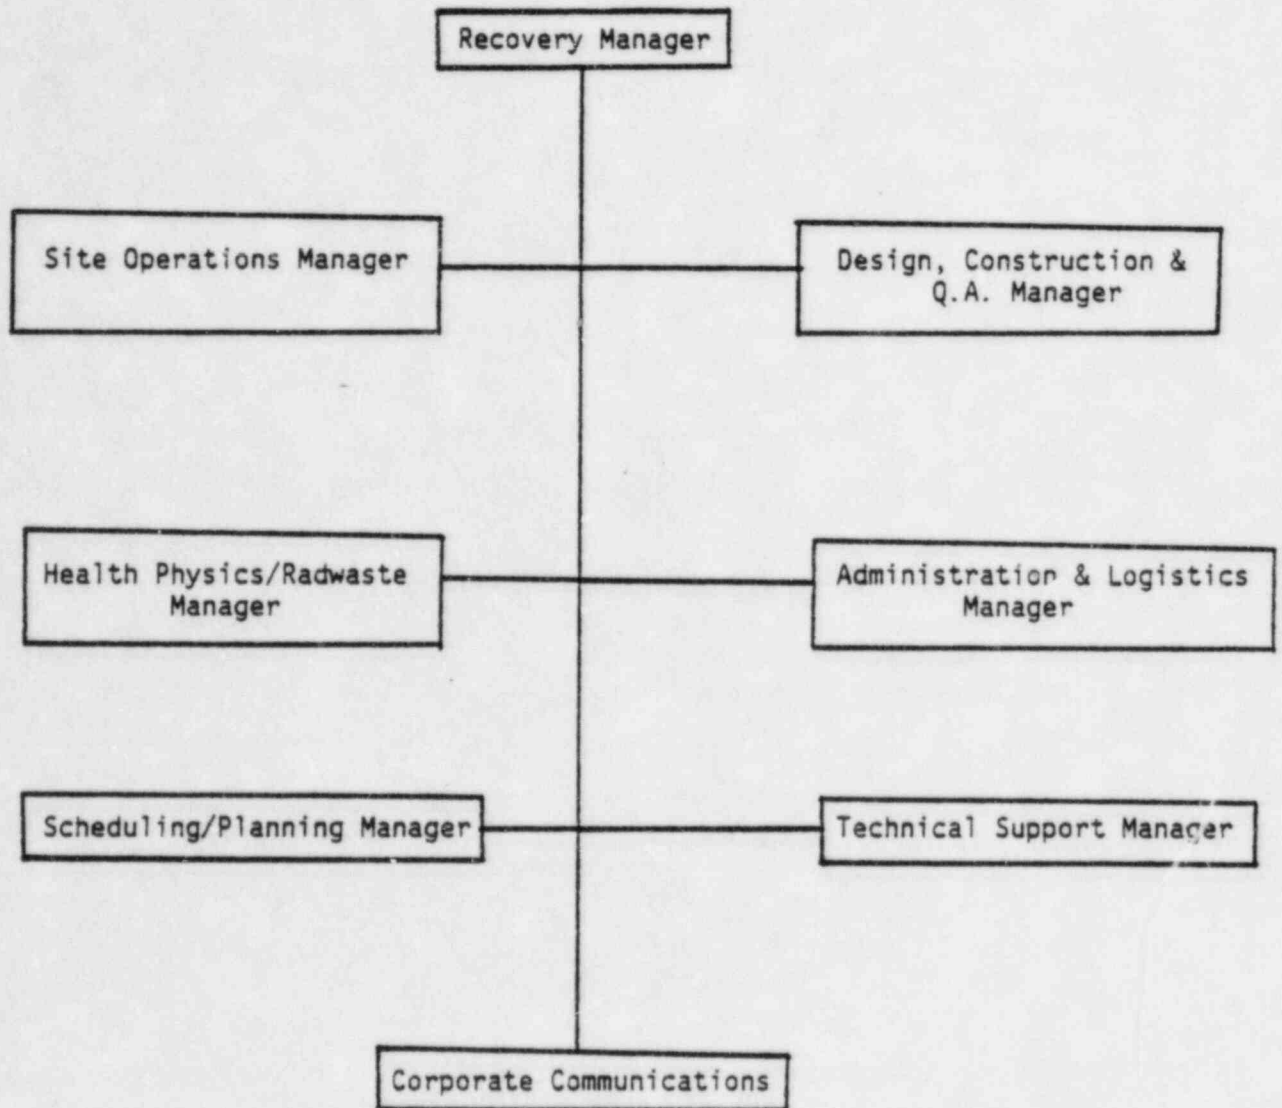 Recovery Manager
Site Operations Manager
Design, Construction &
Q.A. Manager
Health Physics/Radwaste
Manager
Administration & Logistics
Manager
Scheduling/Planning Manager
Technical Support Manager
Corporate Communications